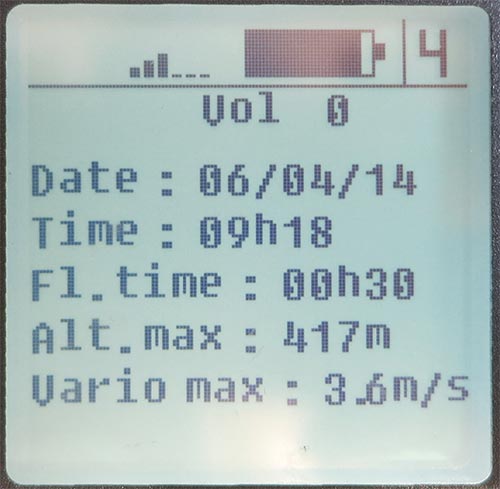 4
Vol 0
Date : 06/04/14
Time : 09h18
Fl.time : 00h30
Alt.max : 417m
Vario max : 3.6m/s